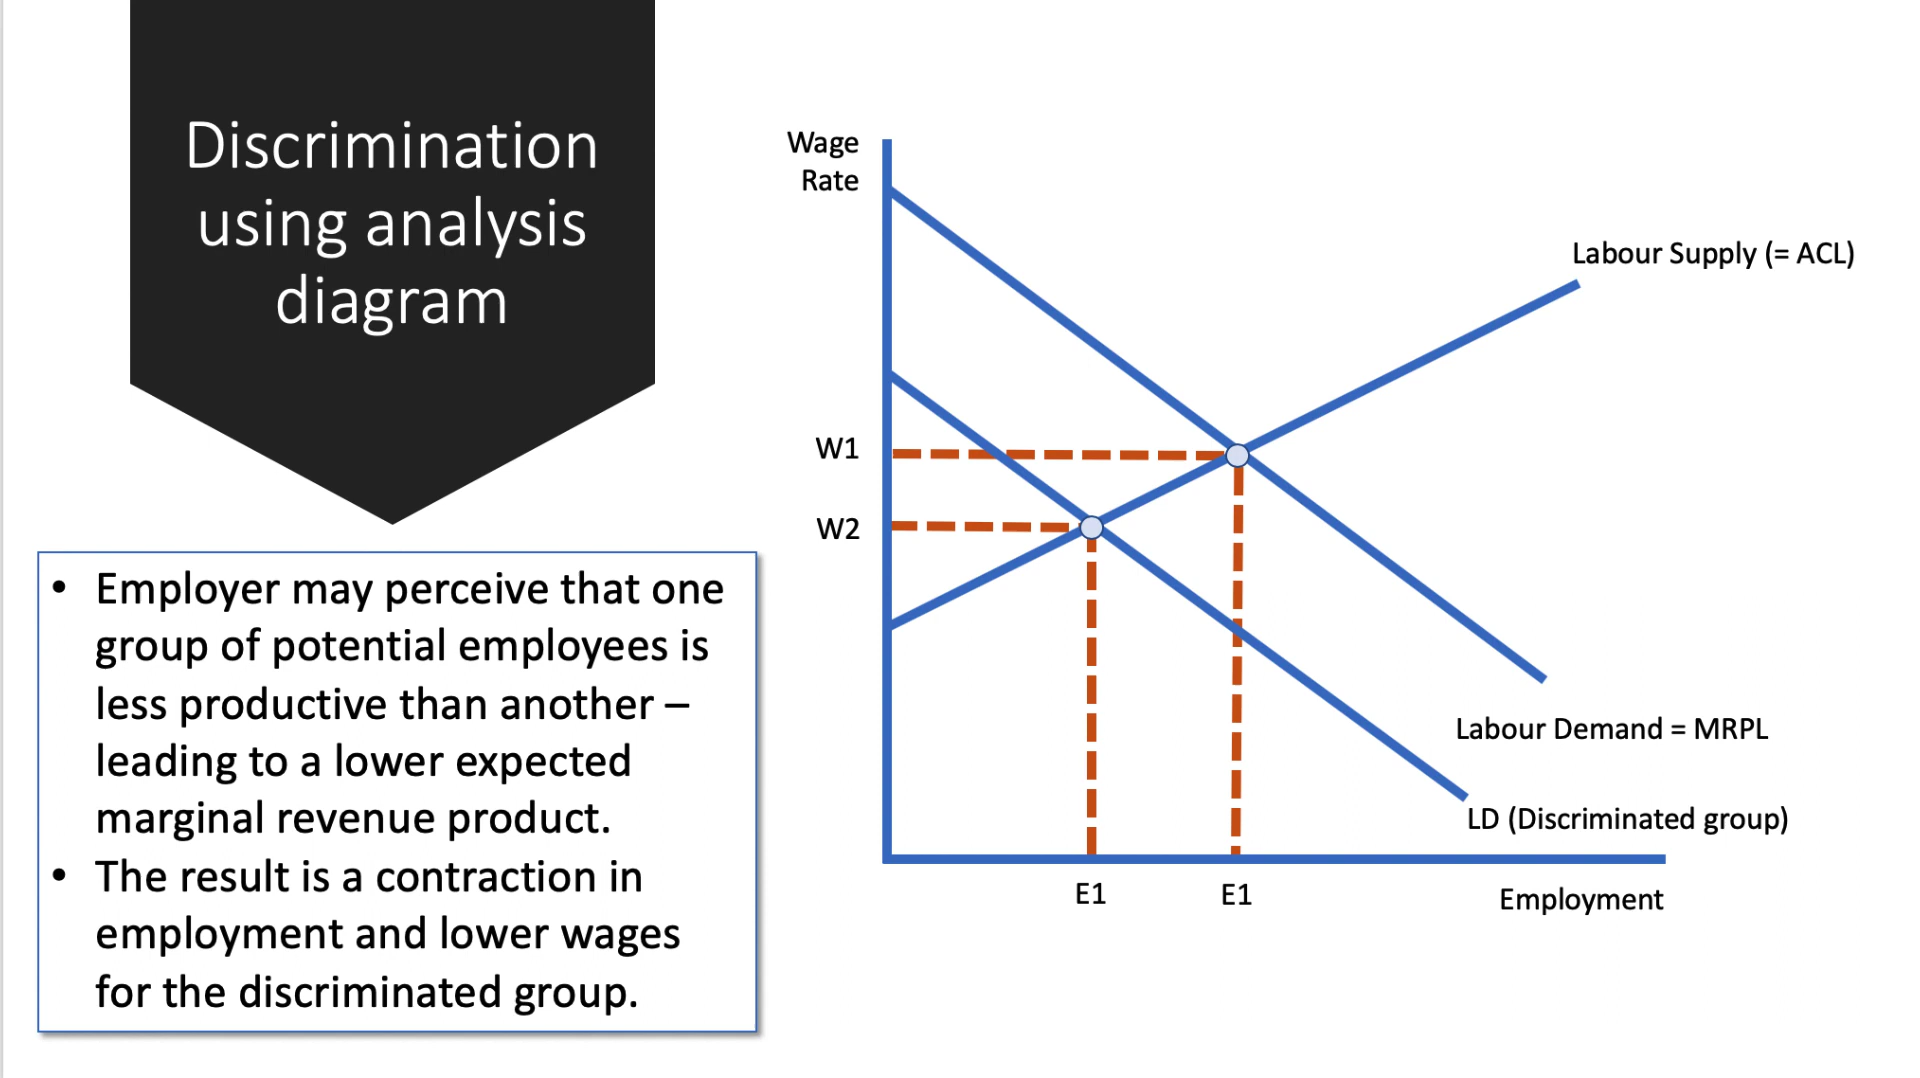 Discrimination
using analysis
diagram
• Employer may perceive that one
group of potential employees is
less productive than another –
leading to a lower expected
marginal revenue product.
• The result is a contraction in
employment and lower wages
for the discriminated group.
Wage
Rate
Labour Supply (= ACL)
W1
W2
Labour Demand = MRPL
LD (Discriminated group)
E1
E1
Employment